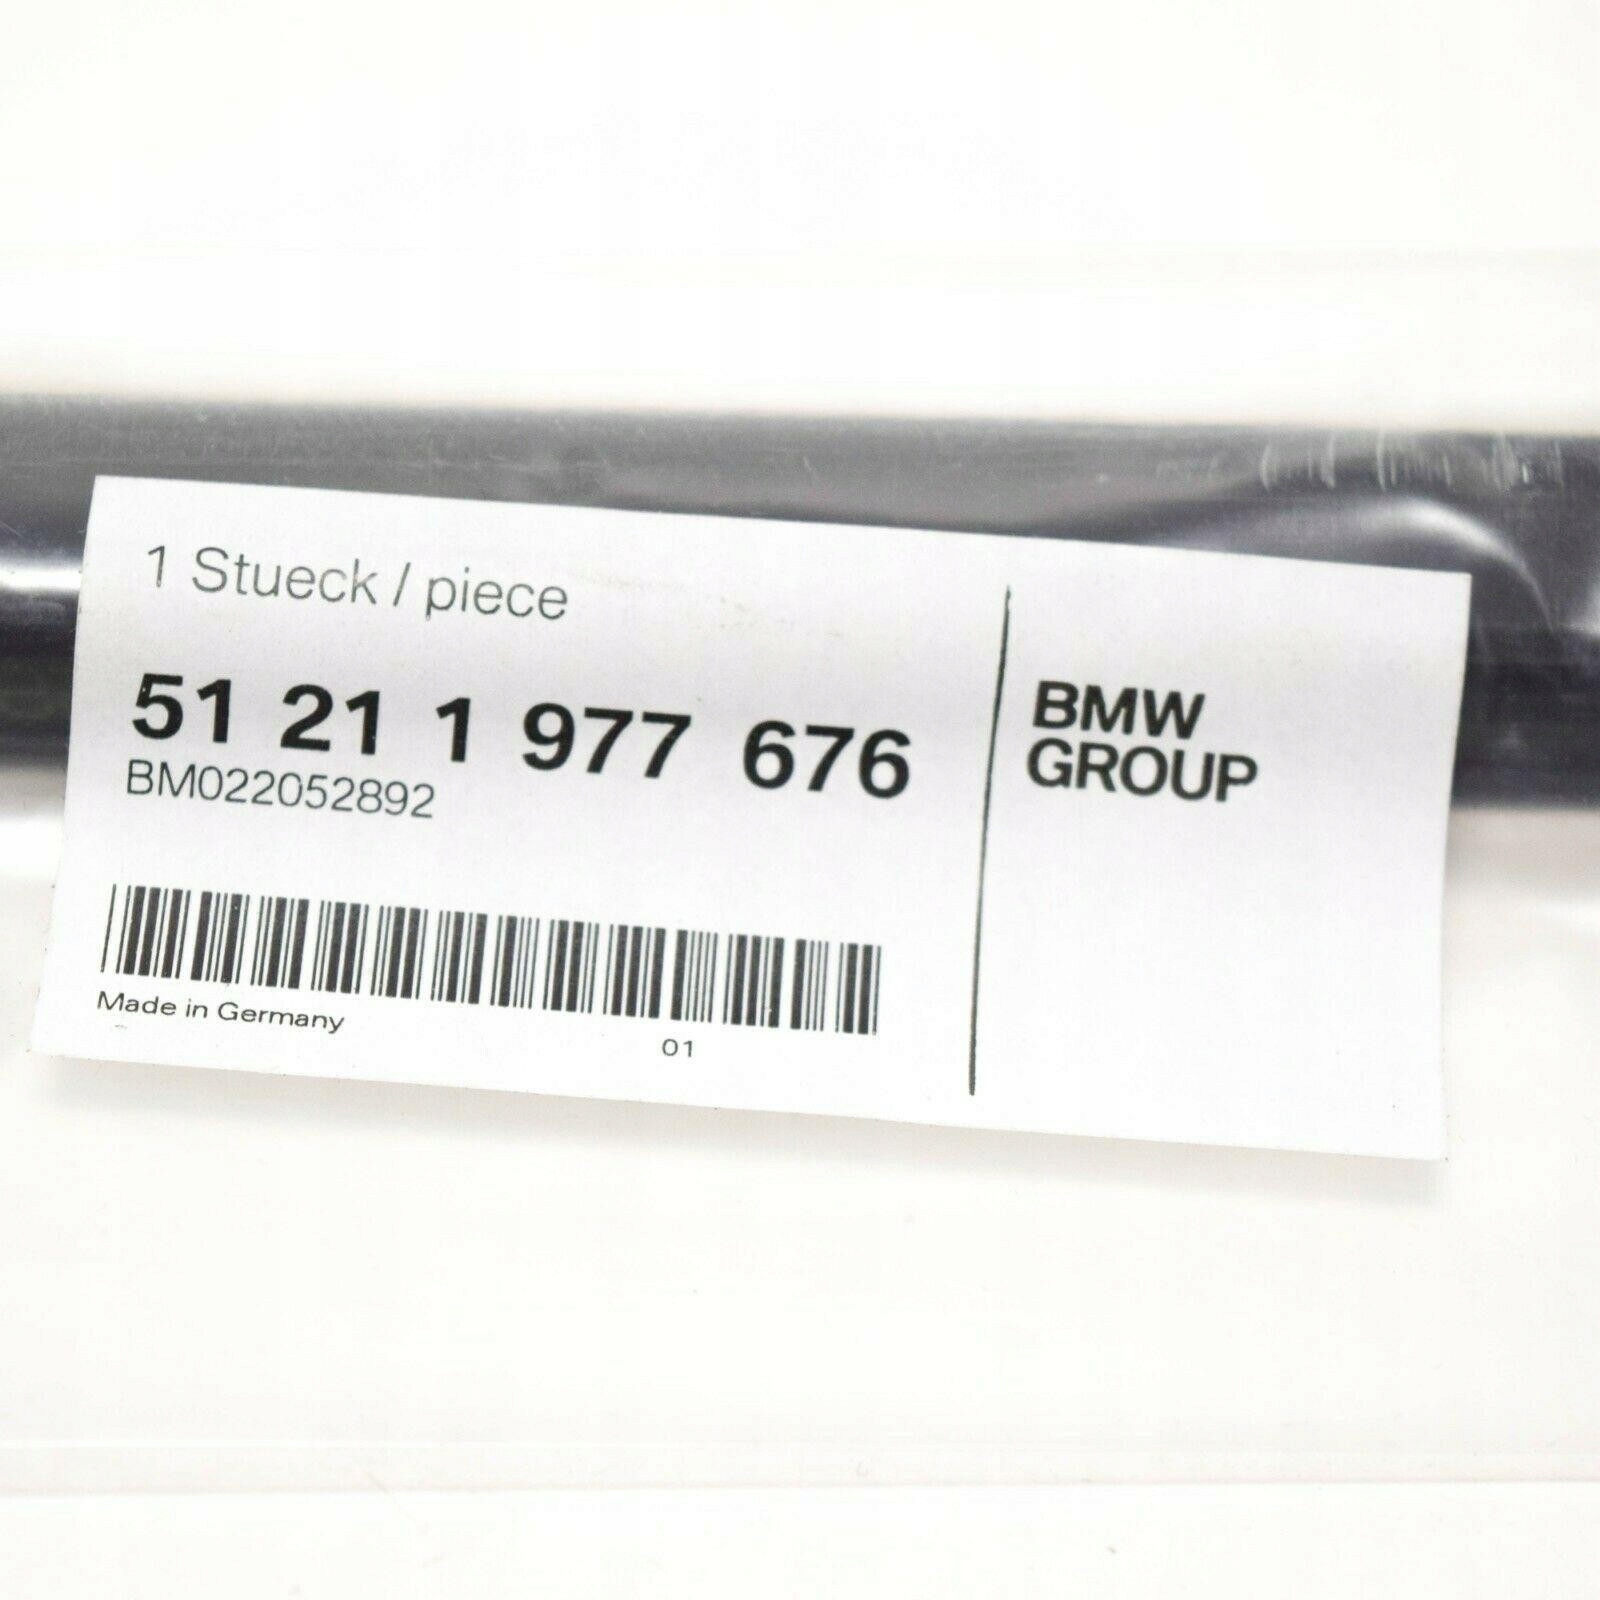 1 Stueck / piece
51 21 1 977 676
BM022052892
Made in Germany
01
BMW
GROUP